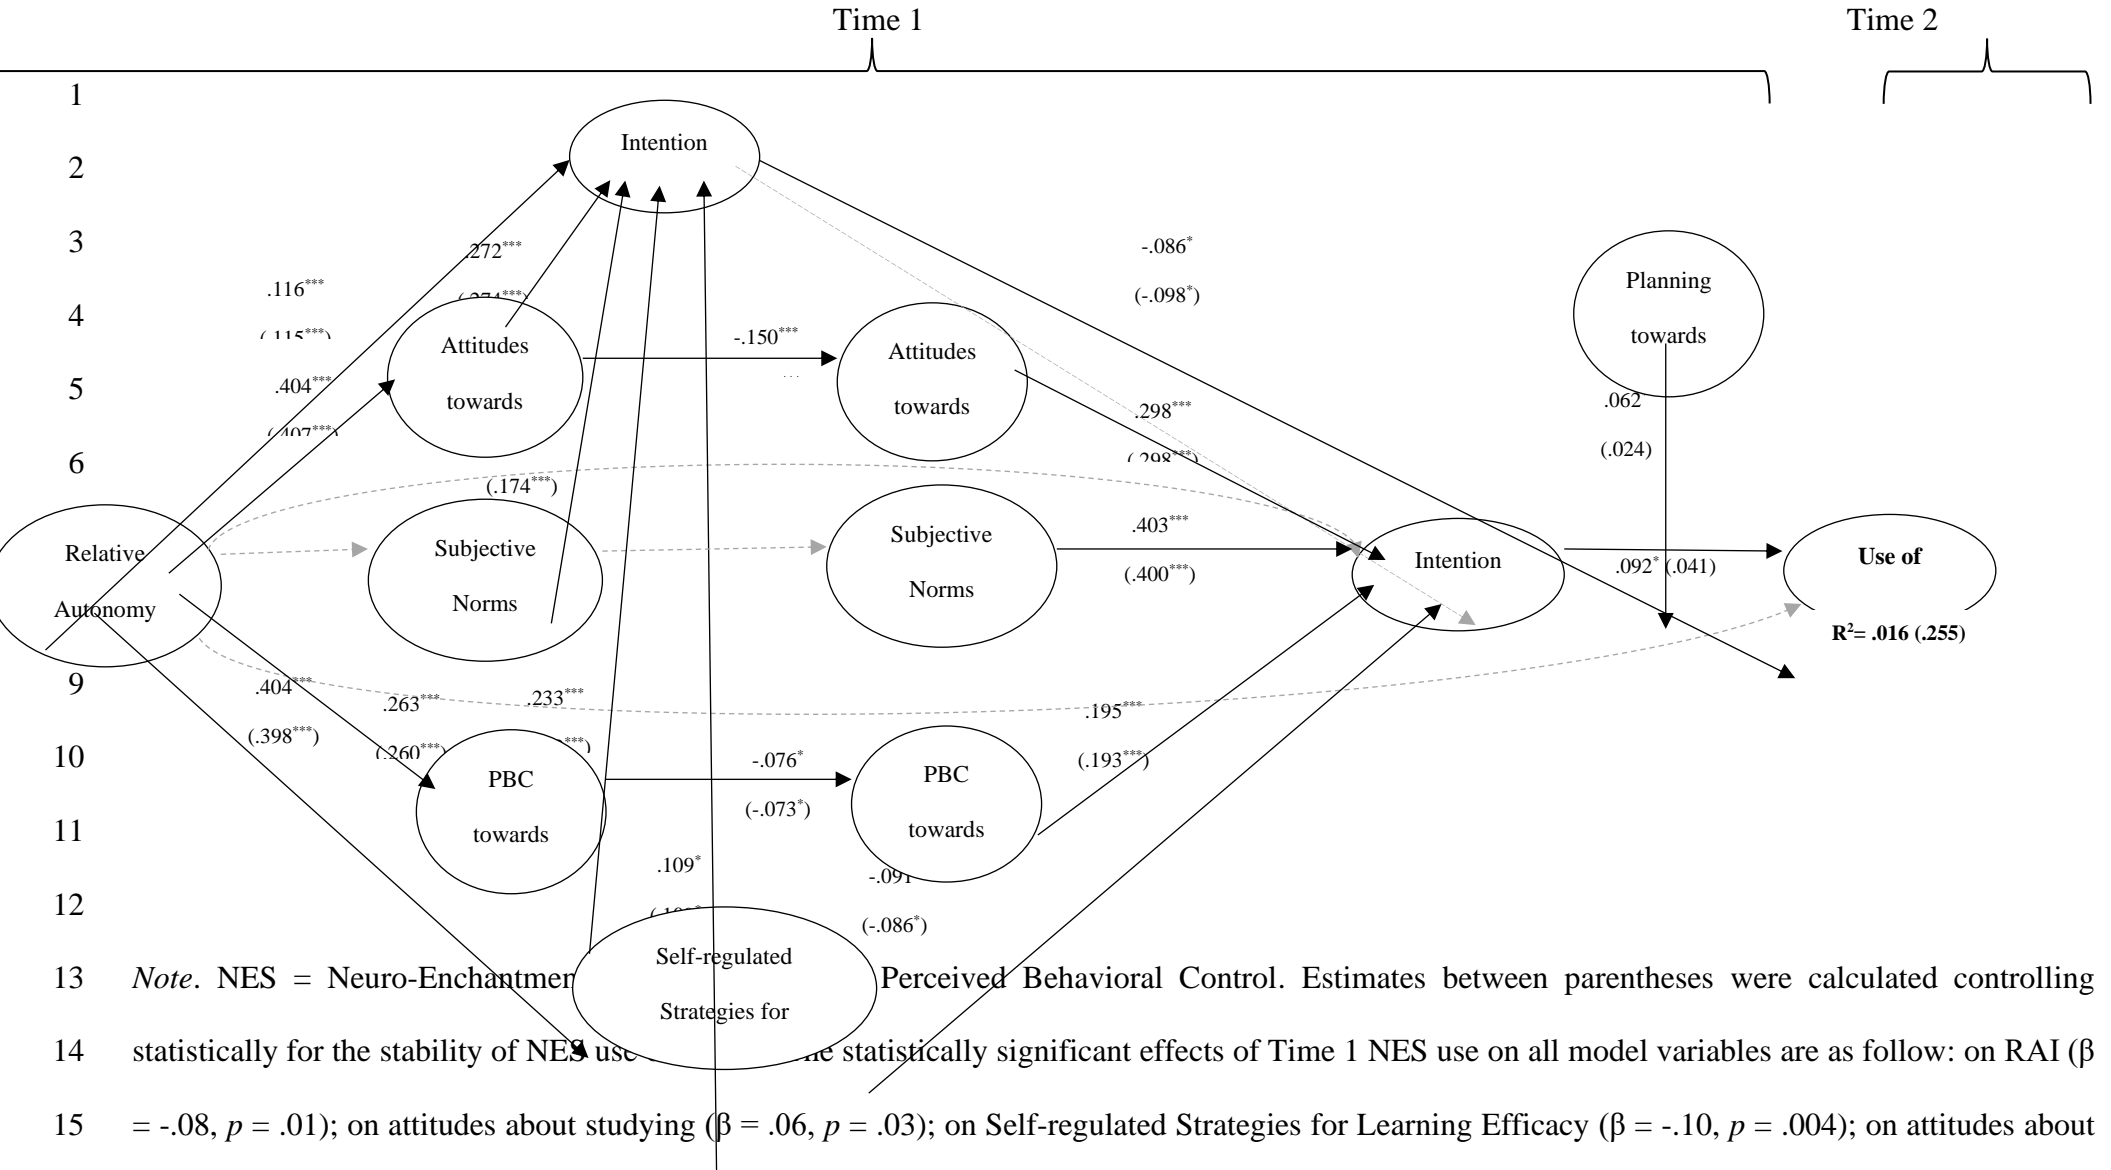 Time 1
Time 2
1
Intention
2
3
.272***
-.086*
.116***
Planning
(-.098*)
4
towards
(.115***)
Attitudes
-.150***
Attitudes
5
.404***
towards
towards
.062
.298***
(.407***)
(.024)
6
(.298***)
(.174***)
Relative
Autonomy
Subjective
Norms
Subjective
Norms
.403***
(.400***)
Intention
.092* (.041)
Use of
R²= .016 (.255)
9
.404***
.263***
.233***
.195***
(.398***)
(.260***)
10
PBC
towards
-.076*
(-.073*)
PBC
towards
(.193***)
11
.109*
-.091
12
(-.086*)
Self-regulated
Strategies for
13 Note. NES = Perceived Behavioral Control. Estimates between parentheses were calculated controlling
14 statistically for the stability of NES use statistically significant effects of Time 1 NES use on all model variables are as follow: on RAI (β
15 = -.08, p = .01); on attitudes about studying (β = .06, p = .03); on Self-regulated Strategies for Learning Efficacy (β = -.10, p = .004); on attitudes about